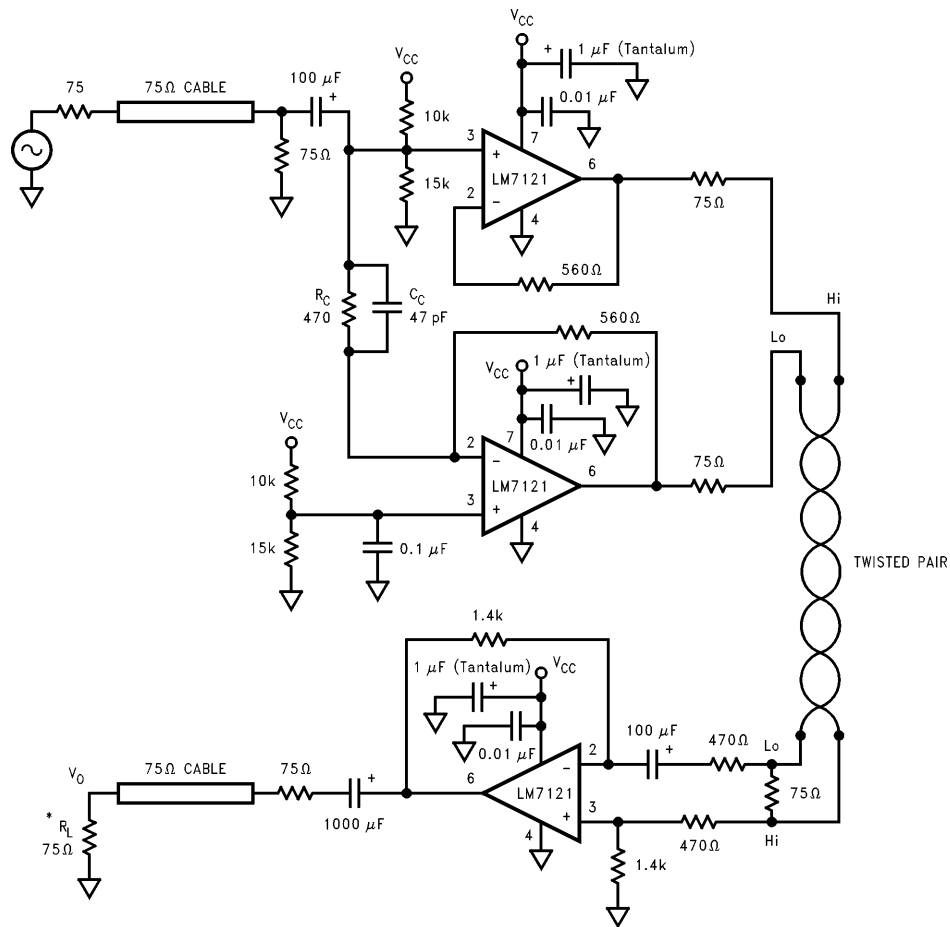 V_CC
1 μF (Tantalum)
V_CC
75
75Ω CABLE
100 μF
+
+
0.01 μF
10k
7
3
+
6
75Ω
LM7121
15k
2
−
4
75Ω
560Ω
R_C
470
C_C
47 pF
Hi
560Ω
Lo
V_CC
1 μF (Tantalum)
+
V_CC
7
0.01 μF
2
−
6
75Ω
10k
LM7121
3
+
15k
0.1 μF
4
TWISTED PAIR
1.4k
1 μF (Tantalum)
V_CC
+
100 μF
470Ω
Lo
0.01 μF
2
+
V_O
75Ω CABLE
75Ω
+
6
−
LM7121
75Ω
* R_L
75Ω
1000 μF
3
+
4
470Ω
Hi
1.4k